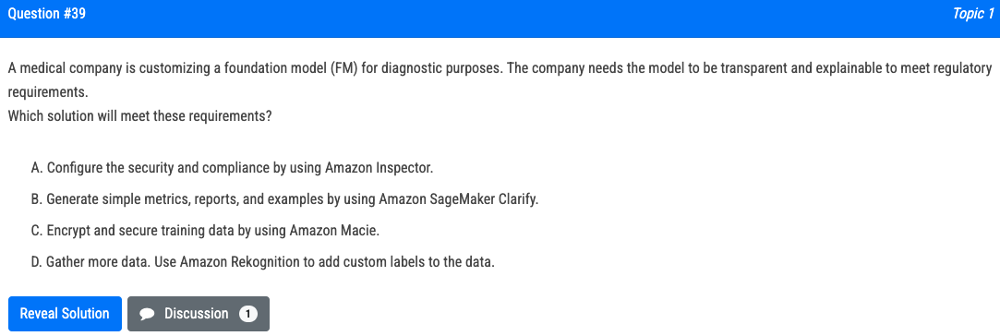 Question #39
Topic 1
A medical company is customizing a foundation model (FM) for diagnostic purposes. The company needs the model to be transparent and explainable to meet regulatory
requirements.
Which solution will meet these requirements?
A. Configure the security and compliance by using Amazon Inspector.
B. Generate simple metrics, reports, and examples by using Amazon SageMaker Clarify.
C. Encrypt and secure training data by using Amazon Macie.
D. Gather more data. Use Amazon Rekognition to add custom labels to the data.
Reveal Solution
Discussion 1